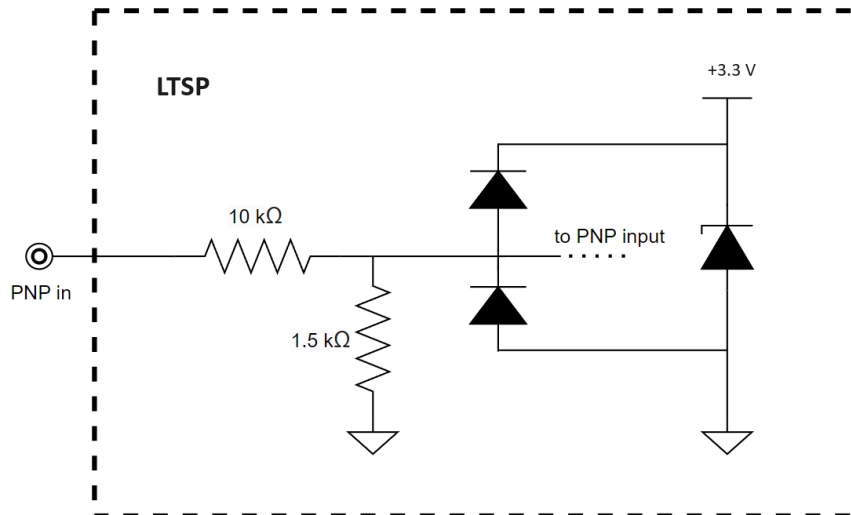 +3.3 V
LTSP
10 kΩ
to PNP input
PNP in
1.5 kΩ